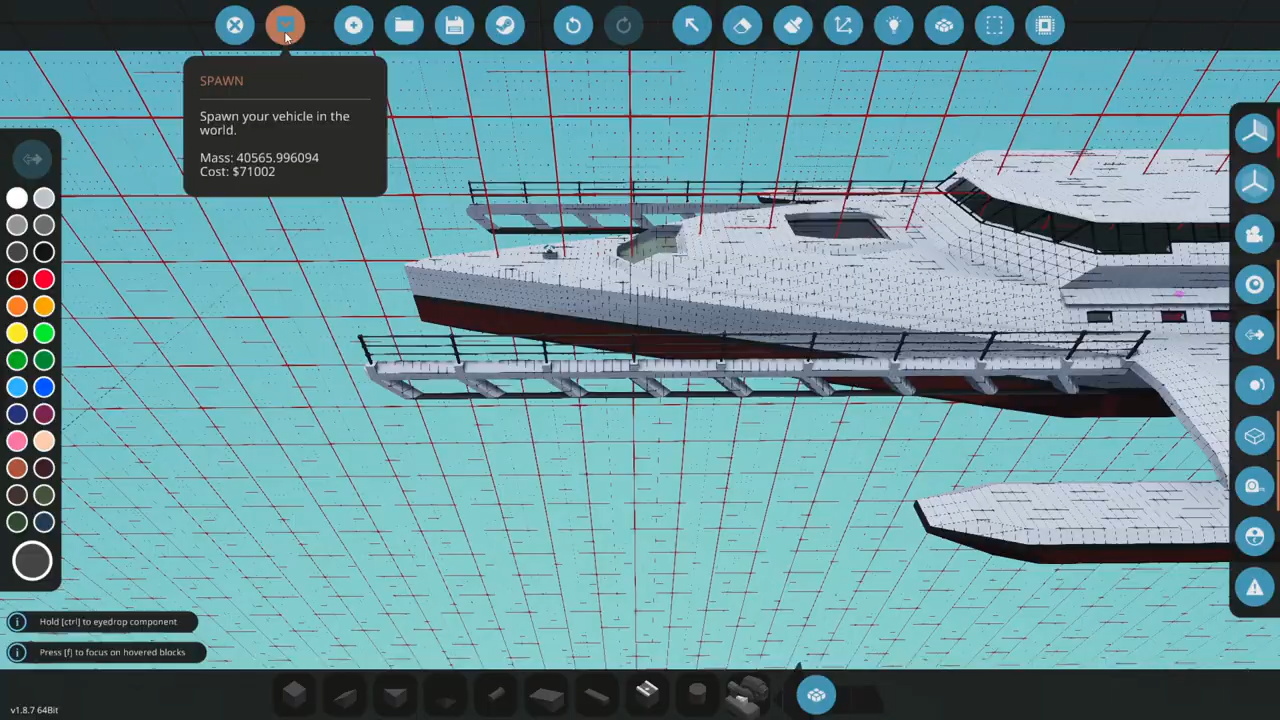 SPAWN
Spawn your vehicle in the
world.
Mass: 40565.996094
Cost: $71002
Hold [ctrl] to eyedrop component
Press [f] to focus on hovered blocks
v1.8.7 64Bit